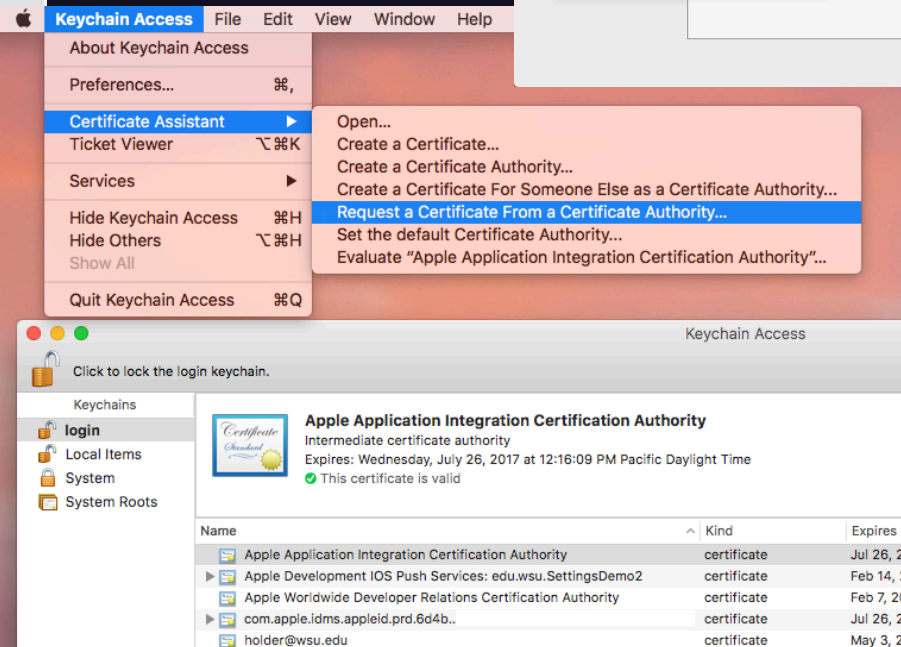 Keychain Access File Edit View Window Help
About Keychain Access
Preferences... ⌘,
Certificate Assistant ▶
Ticket Viewer ⌥⌘K
Services ▶
Hide Keychain Access ⌘H
Hide Others ⌥⌘H
Show All
Quit Keychain Access ⌘Q
Open...
Create a Certificate...
Create a Certificate Authority...
Create a Certificate For Someone Else as a Certificate Authority...
Request a Certificate From a Certificate Authority...
Set the default Certificate Authority...
Evaluate “Apple Application Integration Certification Authority”...
Keychain Access
Click to lock the login keychain.
Keychains
login
Local Items
System
System Roots
Certificate
Standard
Apple Application Integration Certification Authority
Intermediate certificate authority
Expires: Wednesday, July 26, 2017 at 12:16:09 PM Pacific Daylight Time
This certificate is valid
Name Kind Expires
Apple Application Integration Certification Authority certificate Jul 26, 2
Apple Development IOS Push Services: edu.wsu.SettingsDemo2 certificate Feb 14,
Apple Worldwide Developer Relations Certification Authority certificate Feb 7, 20
com.apple.idms.appleid.prd.6d4b.. certificate Jul 26, 2
holder@wsu.edu certificate May 3, 2